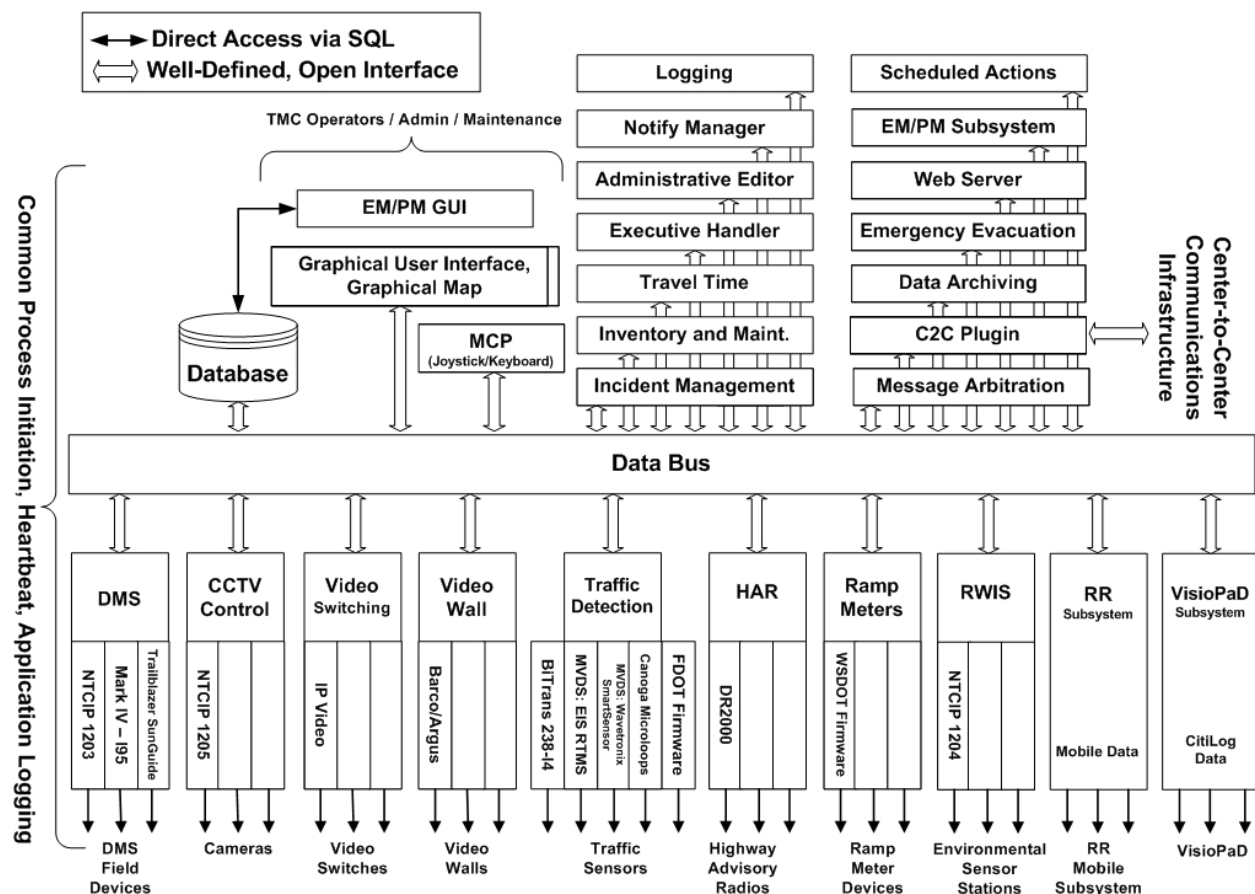 Direct Access via SQL
Well-Defined, Open Interface
TMC Operators / Admin / Maintenance
EM/PM GUI
Graphical User Interface,
Graphical Map
MCP
(Joystick/Keyboard)
Database
Logging
Notify Manager
Administrative Editor
Executive Handler
Travel Time
Inventory and Maint.
Incident Management
Scheduled Actions
EM/PM Subsystem
Web Server
Emergency Evacuation
Data Archiving
C2C Plugin
Message Arbitration
Center-to-Center
Communications
Infrastructure
Common Process Initiation, Heartbeat, Application Logging
Data Bus
DMS
NTCIP 1203
Mark IV – I95
Trailblazer SunGuide
DMS
Field
Devices
CCTV
Control
NTCIP 1205
Cameras
Video
Switching
IP Video
Video
Switches
Video
Wall
Barco/Argus
Video
Walls
Traffic
Detection
BiTrans 238-I4
MVDS: EIS RTMS
MVDS: Wavetronix
SmartSensor
Canoga Microloops
FDOT Firmware
Traffic
Sensors
HAR
DR2000
Highway
Advisory
Radios
Ramp
Meters
WSDOT Firmware
Ramp
Meter
Devices
RWIS
NTCIP 1204
Environmental
Sensor
Stations
RR
Subsystem
Mobile Data
RR
Mobile
Subsystem
VisioPaD
Subsystem
CitiLog
Data
VisioPaD